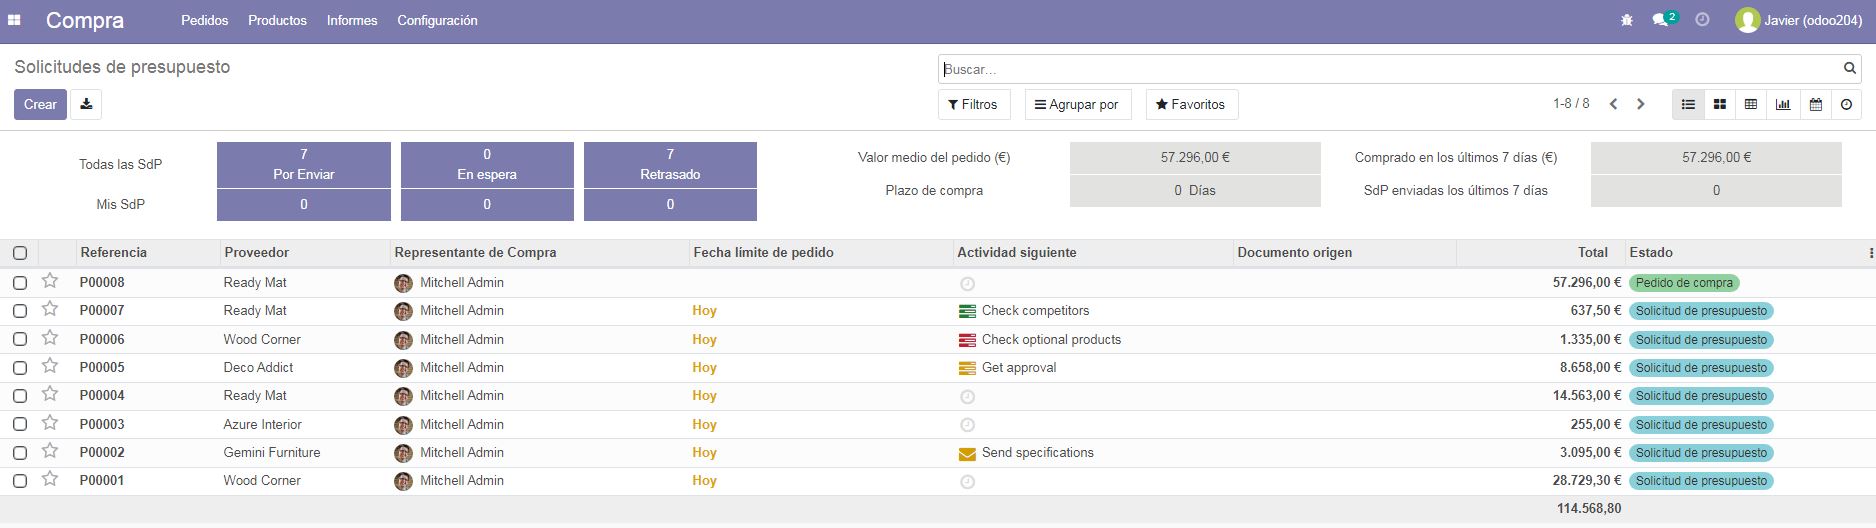 Compra Pedidos Productos Informes Configuración 2 Javier (odoo204)
Solicitudes de presupuesto Buscar...
Crear Filtros Agrupar por Favoritos 1-8 / 8
Todas las SdP 7 Por Enviar 0 En espera 7 Retrasado Valor medio del pedido (€) 57.296,00 € Comprado en los últimos 7 días (€) 57.296,00 €
Mis SdP 0 0 0 Plazo de compra 0 Días SdP enviadas los últimos 7 días 0
Referencia Proveedor Representante de Compra Fecha límite de pedido Actividad siguiente Documento origen Total Estado
P00008 Ready Mat Mitchell Admin 57.296,00 € Pedido de compra
P00007 Ready Mat Mitchell Admin Hoy Check competitors 637,50 € Solicitud de presupuesto
P00006 Wood Corner Mitchell Admin Hoy Check optional products 1.335,00 € Solicitud de presupuesto
P00005 Deco Addict Mitchell Admin Hoy Get approval 8.658,00 € Solicitud de presupuesto
P00004 Ready Mat Mitchell Admin Hoy 14.563,00 € Solicitud de presupuesto
P00003 Azure Interior Mitchell Admin Hoy 255,00 € Solicitud de presupuesto
P00002 Gemini Furniture Mitchell Admin Hoy Send specifications 3.095,00 € Solicitud de presupuesto
P00001 Wood Corner Mitchell Admin Hoy 28.729,30 € Solicitud de presupuesto
114.568,80